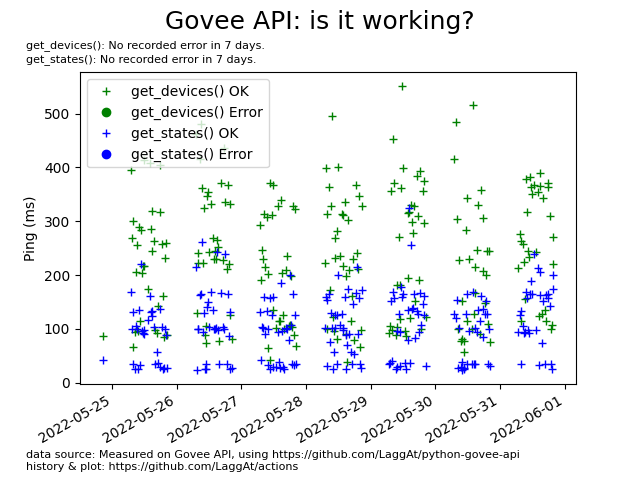 Govee API: is it working?
get_devices(): No recorded error in 7 days.
get_states(): No recorded error in 7 days.
get_devices() OK
get_devices() Error
get_states() OK
get_states() Error
Ping (ms)
500
400
300
200
100
0
2022-05-25
2022-05-26
2022-05-27
2022-05-28
2022-05-29
2022-05-30
2022-05-31
2022-06-01
data source: Measured on Govee API, using https://github.com/LaggAt/python-govee-api
history & plot: https://github.com/LaggAt/actions